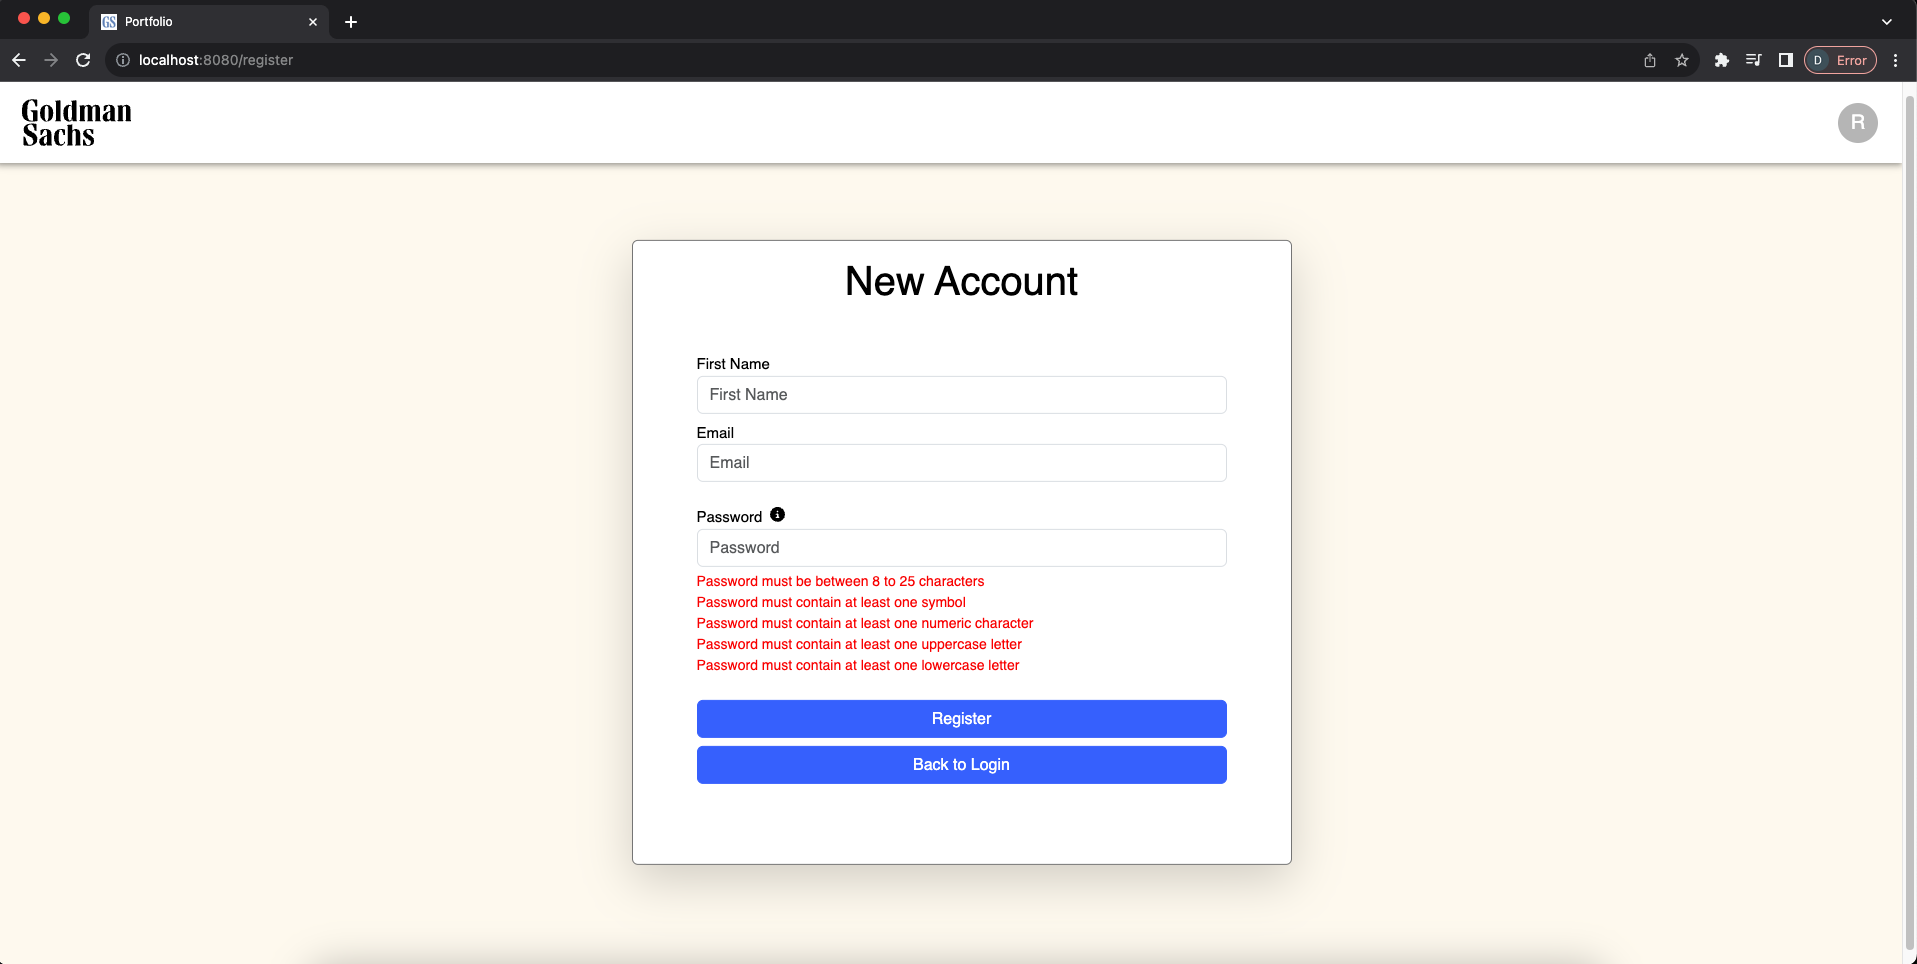 GS Portfolio
localhost:8080/register
D Error
Goldman
Sachs
R
New Account
First Name
First Name
Email
Email
Password
Password
Password must be between 8 to 25 characters
Password must contain at least one symbol
Password must contain at least one numeric character
Password must contain at least one uppercase letter
Password must contain at least one lowercase letter
Register
Back to Login